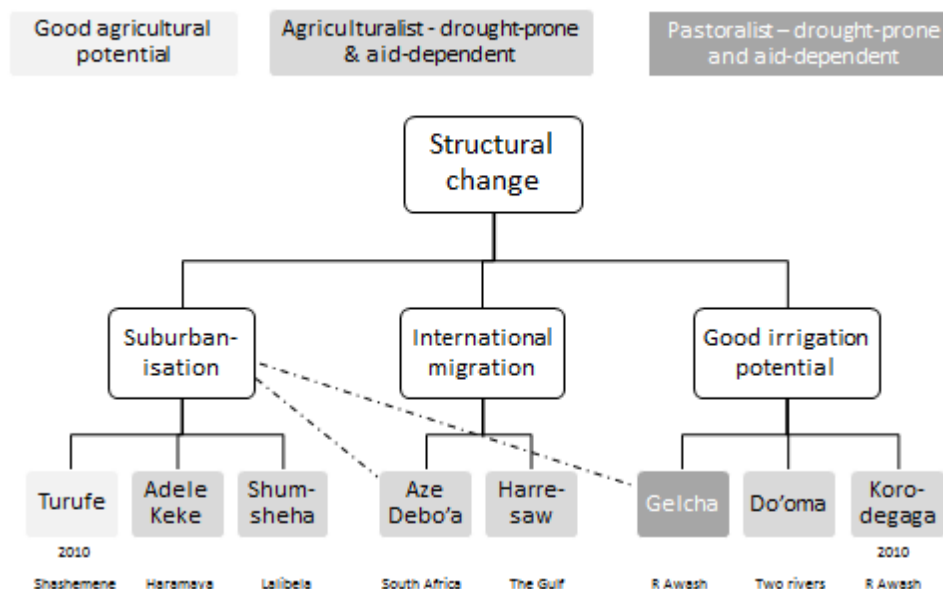 Good agricultural
potential
Agriculturalist - drought-prone
& aid-dependent
Pastoralist – drought-prone
and aid-dependent
Structural
change
Suburban-
isation
International
migration
Good irrigation
potential
Turufe
Adele
Keke
Shum-
sheha
Aze
Debo'a
Harre-
saw
Gelcha
Do'oma
Koro-
degaga
2010
2010
Shashemene
Haramaya
Lalibela
South Africa
The Gulf
R Awash
Two rivers
R Awash